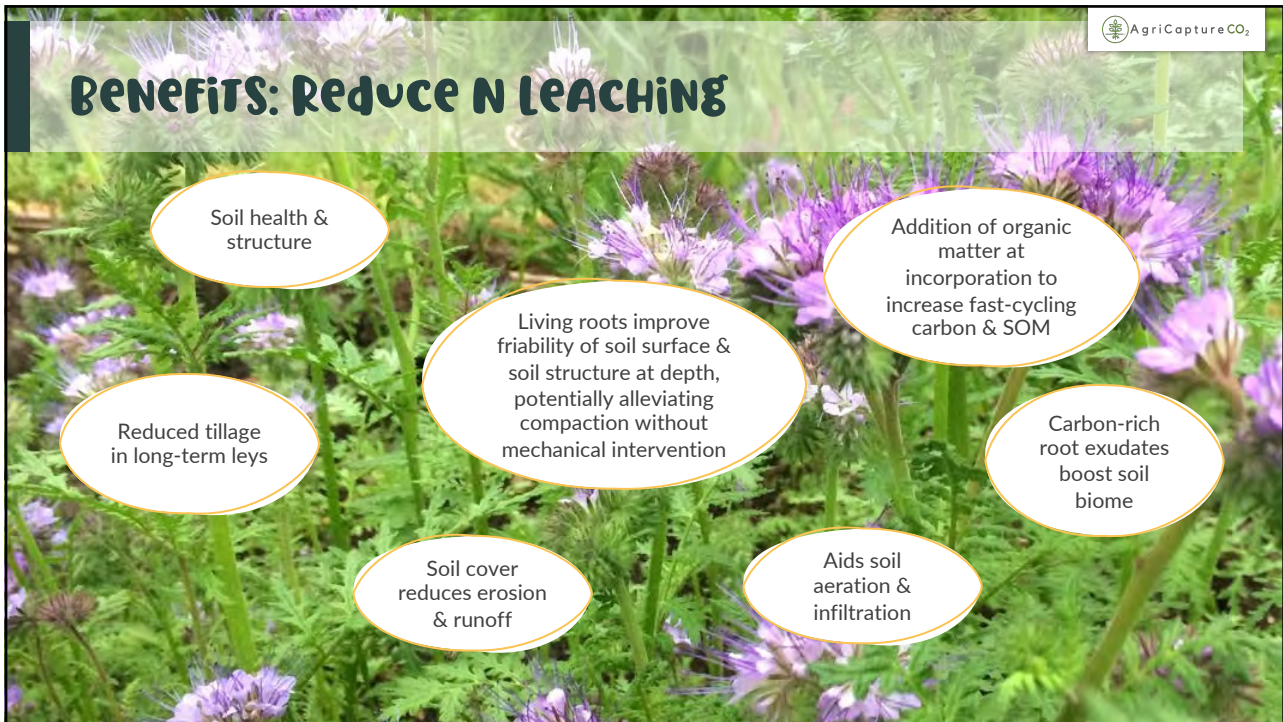 AgriCaptureCO₂
Benefits: Reduce N Leaching
Soil health &
structure
Addition of organic
matter at
incorporation to
increase fast-cycling
carbon & SOM
Living roots improve
friability of soil surface &
soil structure at depth,
potentially alleviating
compaction without
mechanical intervention
Reduced tillage
in long-term leys
Carbon-rich
root exudates
boost soil
biome
Soil cover
reduces erosion
& runoff
Aids soil
aeration &
infiltration